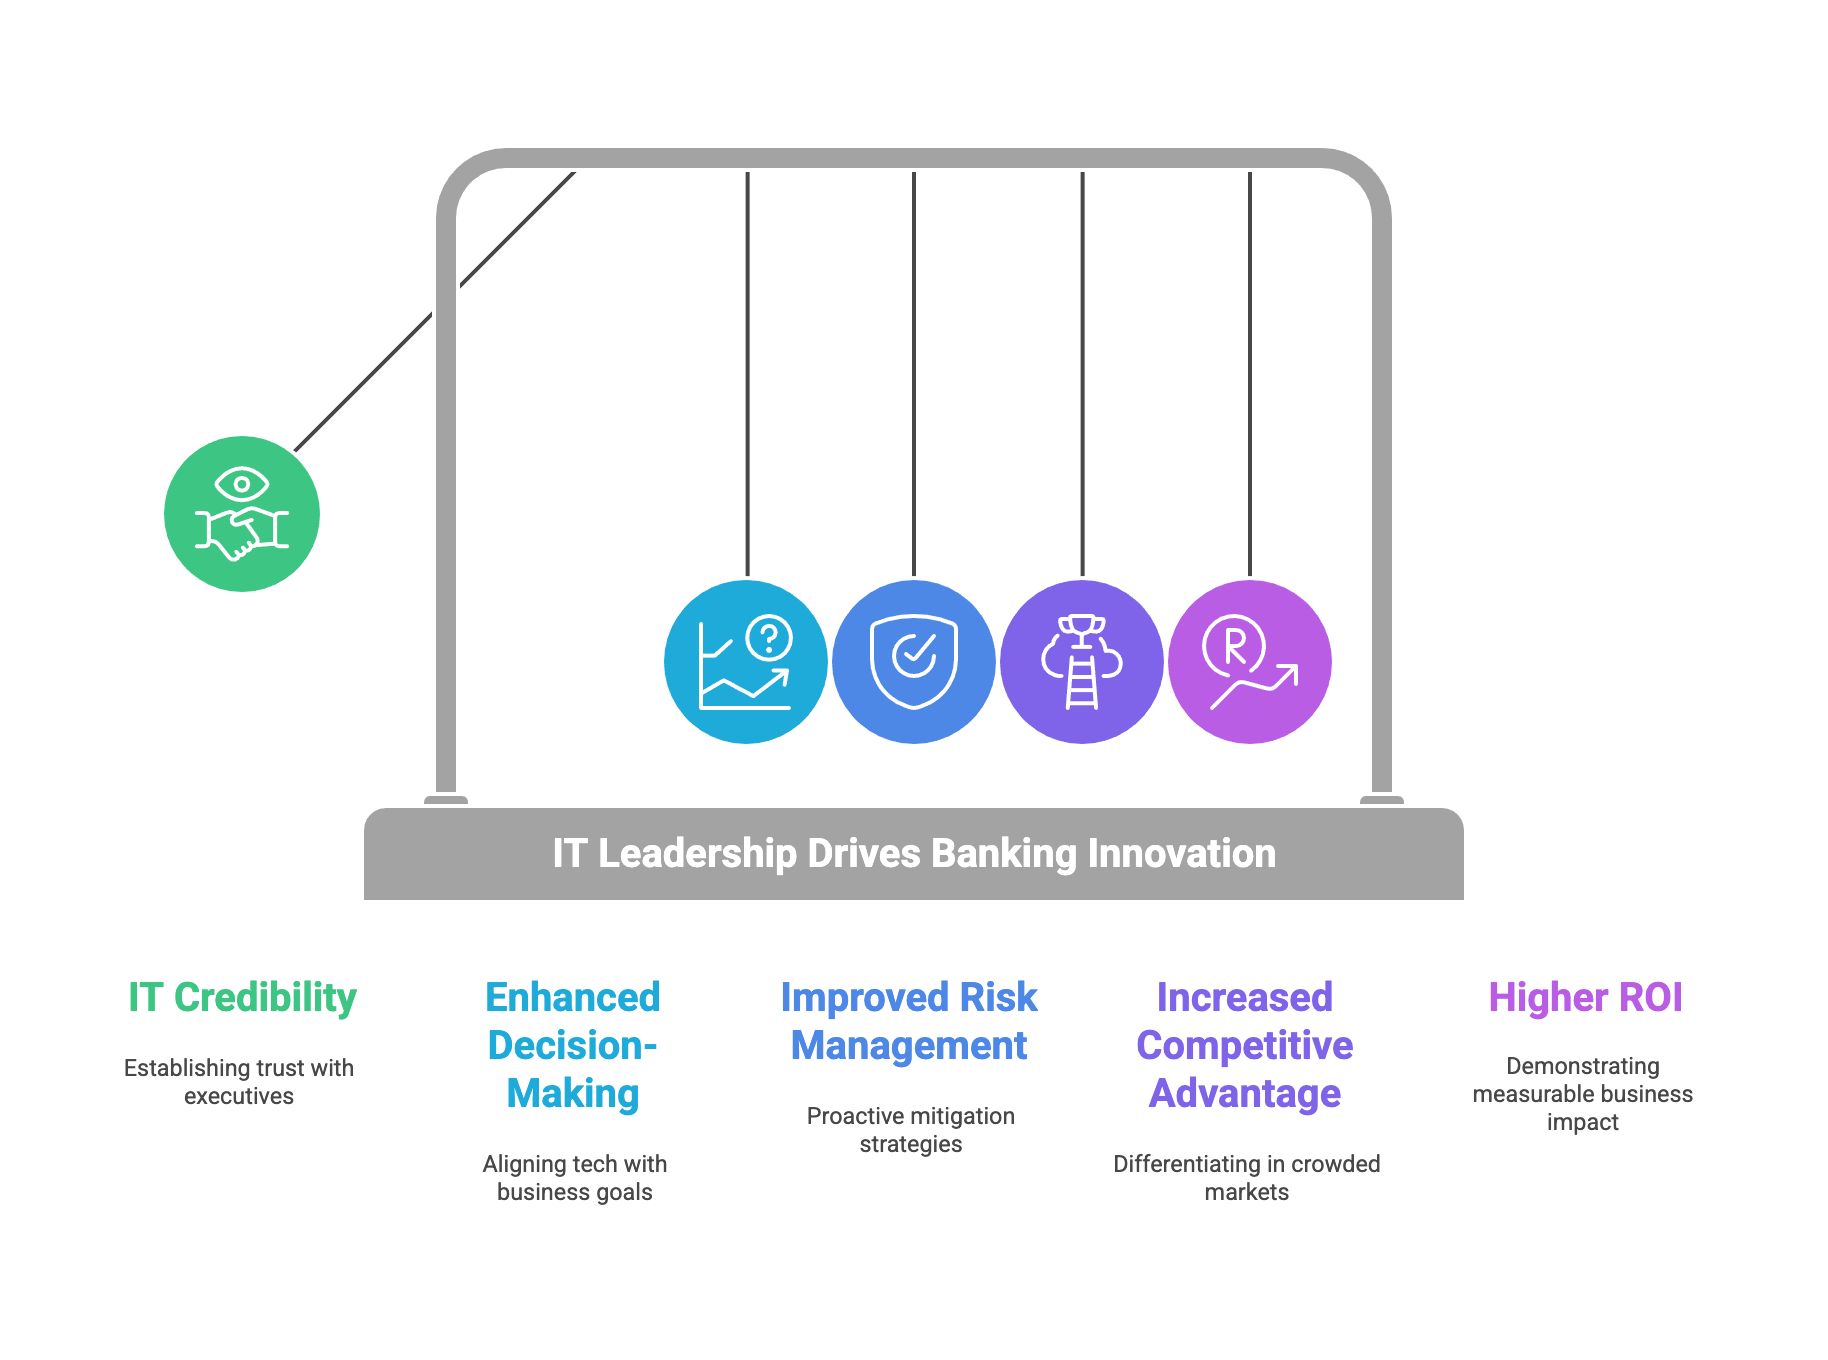 R
IT Leadership Drives Banking Innovation
IT Credibility
Establishing trust with
executives
Enhanced
Decision-
Making
Aligning tech with
business goals
Improved Risk
Management
Proactive mitigation
strategies
Increased
Competitive
Advantage
Differentiating in crowded
markets
Higher ROI
Demonstrating
measurable business
impact